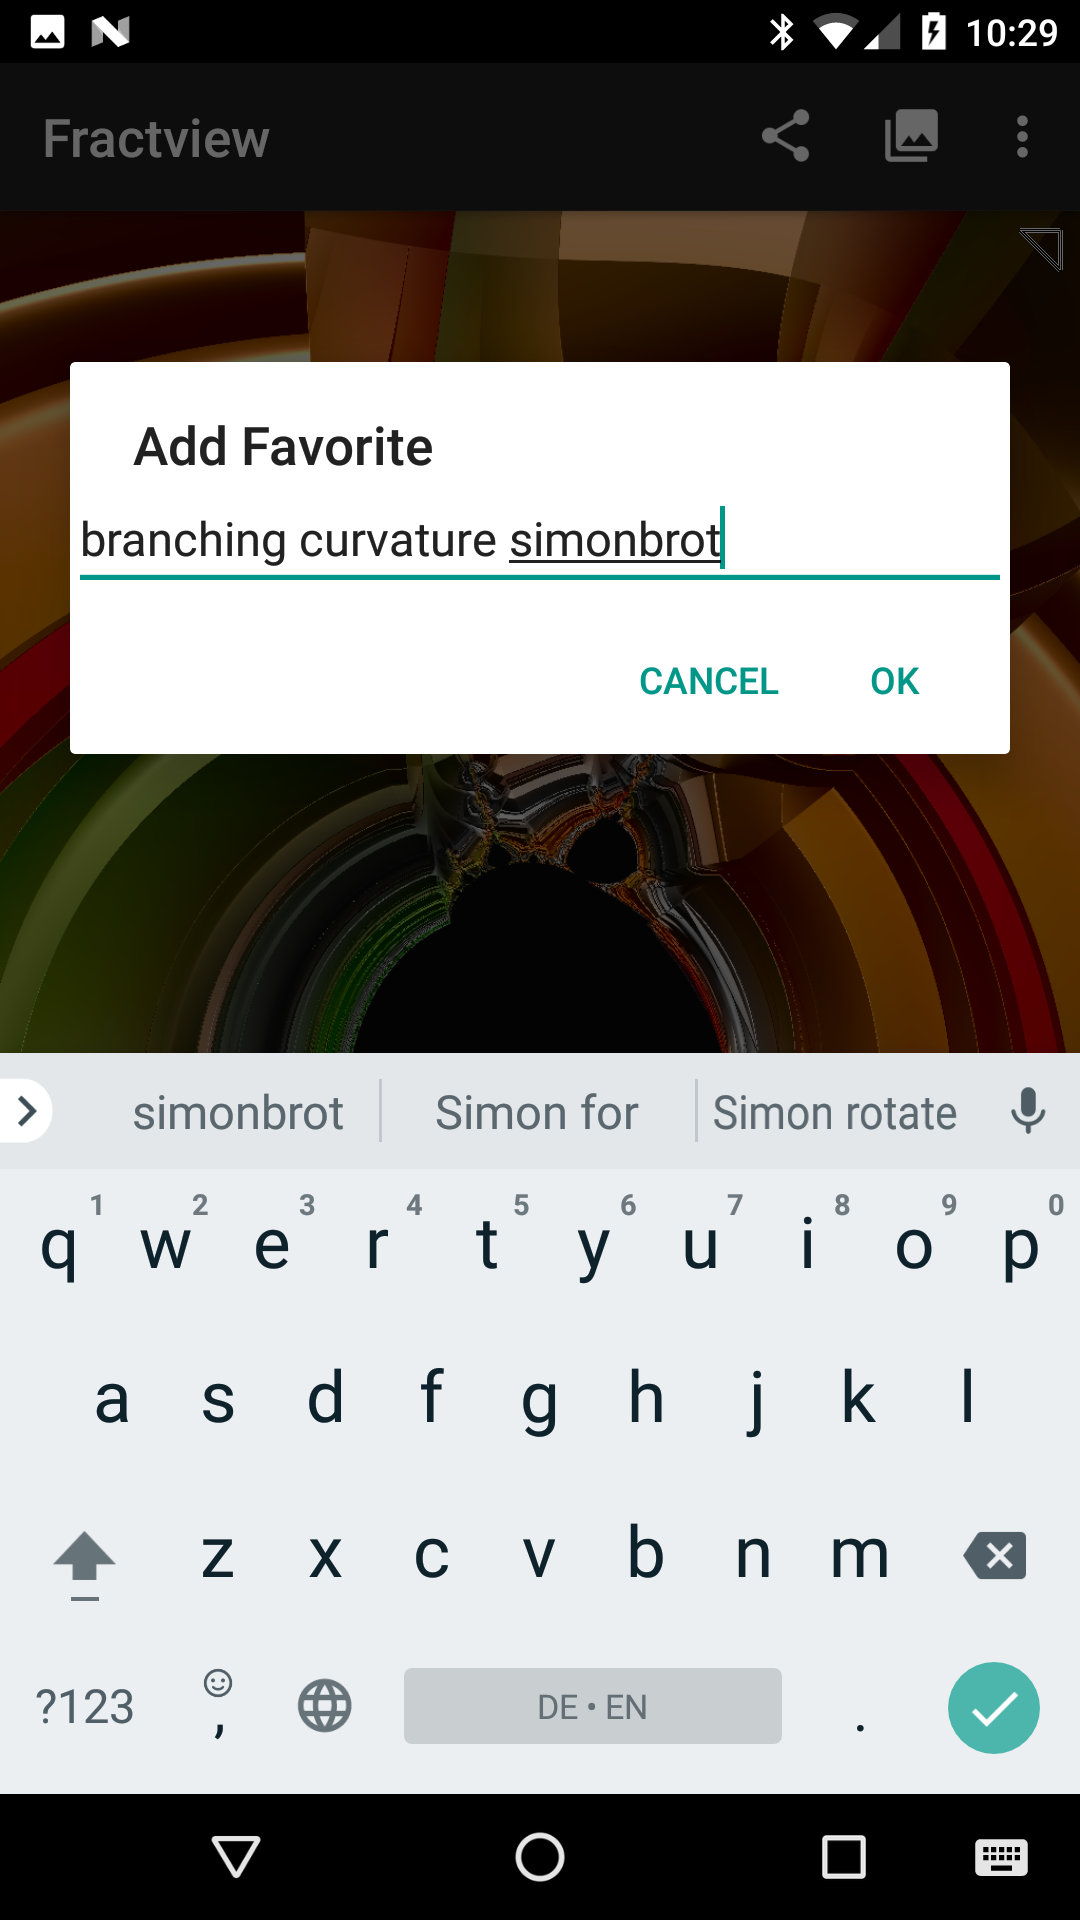 10:29
Fractview
Add Favorite
branching curvature simonbrot
CANCEL OK
simonbrot Simon for Simon rotate
1 2 3 4 5 6 7 8 9 0
q w e r t y u i o p
a s d f g h j k l
z x c v b n m
?123 , DE • EN .